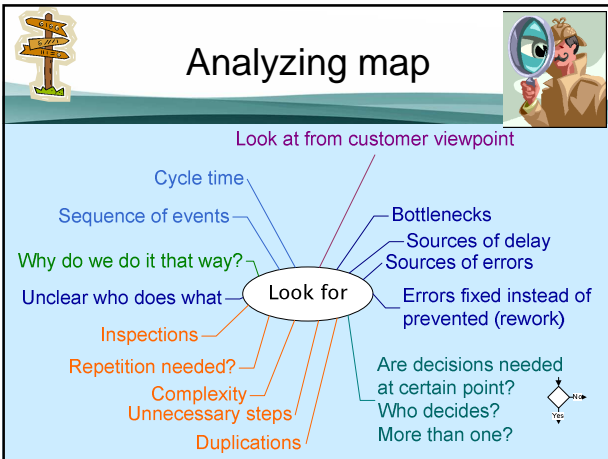 Analyzing map
Look at from customer viewpoint
Cycle time
Sequence of events
Why do we do it that way?
Unclear who does what
Inspections
Repetition needed?
Complexity
Unnecessary steps
Duplications
Look for
Bottlenecks
Sources of delay
Sources of errors
Errors fixed instead of
prevented (rework)
Are decisions needed
at certain point?
Who decides?
More than one?
No
Yes